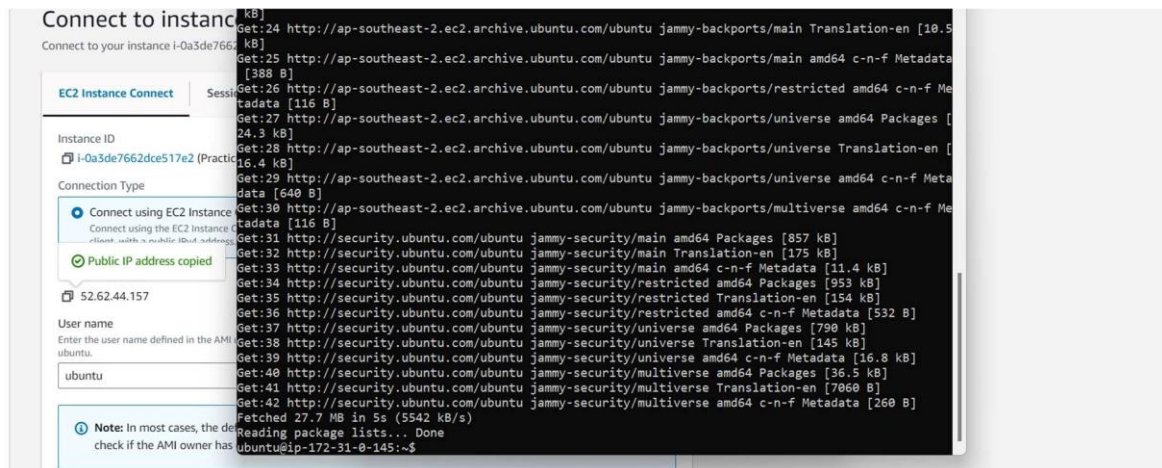 Connect to instanc
Connect to your instance i-0a3de7662
EC2 Instance Connect
Sessio
Instance ID
i-0a3de7662dce517e2 (Practic
Connection Type
Connect using EC2 Instance
Connect using the EC2 Instance C
client, with a public IPv4 address
Public IP address copied
52.62.44.157
User name
Enter the user name defined in the AMI
ubuntu.
ubuntu
Note: In most cases, the def
check if the AMI owner has
kB]
Get:24 http://ap-southeast-2.ec2.archive.ubuntu.com/ubuntu jammy-backports/main Translation-en [10.5
kB]
Get:25 http://ap-southeast-2.ec2.archive.ubuntu.com/ubuntu jammy-backports/main amd64 c-n-f Metadata
[388 B]
Get:26 http://ap-southeast-2.ec2.archive.ubuntu.com/ubuntu jammy-backports/restricted amd64 c-n-f Me
tadata [116 B]
Get:27 http://ap-southeast-2.ec2.archive.ubuntu.com/ubuntu jammy-backports/universe amd64 Packages [
24.3 kB]
Get:28 http://ap-southeast-2.ec2.archive.ubuntu.com/ubuntu jammy-backports/universe Translation-en [
16.4 kB]
Get:29 http://ap-southeast-2.ec2.archive.ubuntu.com/ubuntu jammy-backports/universe amd64 c-n-f Meta
data [640 B]
Get:30 http://ap-southeast-2.ec2.archive.ubuntu.com/ubuntu jammy-backports/multiverse amd64 c-n-f Me
tadata [116 B]
Get:31 http://security.ubuntu.com/ubuntu jammy-security/main amd64 Packages [857 kB]
Get:32 http://security.ubuntu.com/ubuntu jammy-security/main Translation-en [175 kB]
Get:33 http://security.ubuntu.com/ubuntu jammy-security/main amd64 c-n-f Metadata [11.4 kB]
Get:34 http://security.ubuntu.com/ubuntu jammy-security/restricted amd64 Packages [953 kB]
Get:35 http://security.ubuntu.com/ubuntu jammy-security/restricted Translation-en [154 kB]
Get:36 http://security.ubuntu.com/ubuntu jammy-security/restricted amd64 c-n-f Metadata [532 B]
Get:37 http://security.ubuntu.com/ubuntu jammy-security/universe amd64 Packages [790 kB]
Get:38 http://security.ubuntu.com/ubuntu jammy-security/universe Translation-en [145 kB]
Get:39 http://security.ubuntu.com/ubuntu jammy-security/universe amd64 c-n-f Metadata [16.8 kB]
Get:40 http://security.ubuntu.com/ubuntu jammy-security/multiverse amd64 Packages [36.5 kB]
Get:41 http://security.ubuntu.com/ubuntu jammy-security/multiverse Translation-en [7060 B]
Get:42 http://security.ubuntu.com/ubuntu jammy-security/multiverse amd64 c-n-f Metadata [260 B]
Fetched 27.7 MB in 5s (5542 kB/s)
Reading package lists... Done
ubuntu@ip-172-31-0-145:~$